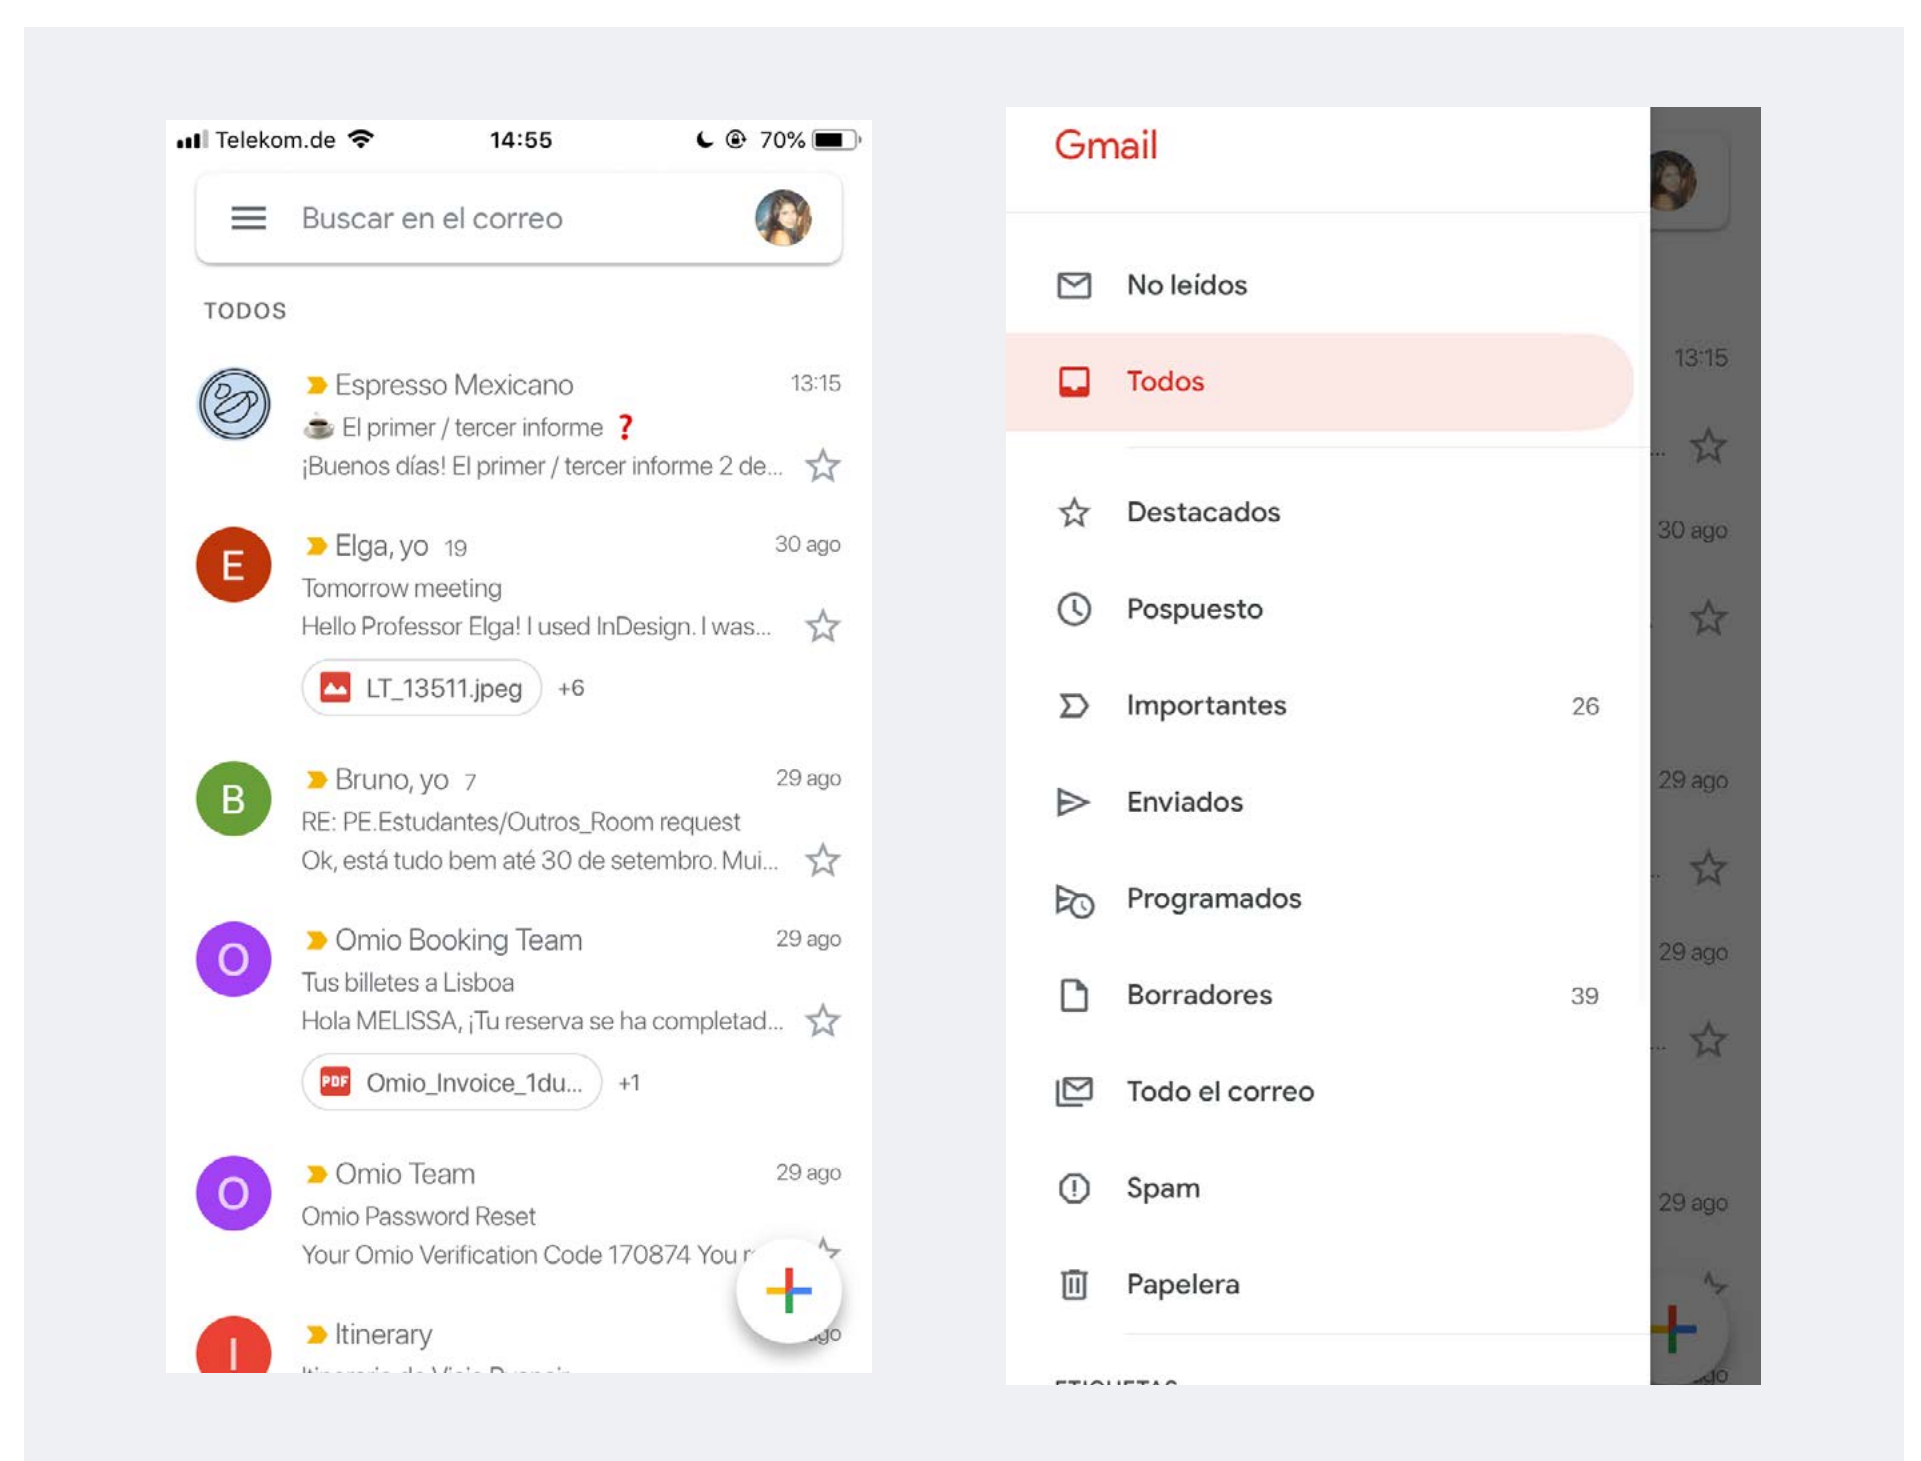 Telekom.de 14:55 70%
Buscar en el correo
TODOS
Espresso Mexicano 13:15
El primer / tercer informe ❓
¡Buenos días! El primer / tercer informe 2 de...
E
Elga, yo 19 30 ago
Tomorrow meeting
Hello Professor Elga! I used InDesign. I was...
LT_13511.jpeg +6
B
Bruno, yo 7 29 ago
RE: PE.Estudantes/Outros_Room request
Ok, está tudo bem até 30 de setembro. Mui...
O
Omio Booking Team 29 ago
Tus billetes a Lisboa
Hola MELISSA, ¡Tu reserva se ha completad...
PDF Omio_Invoice_1du... +1
O
Omio Team 29 ago
Omio Password Reset
Your Omio Verification Code 170874 You
I
Itinerary
Gmail
No leídos
Todos
Destacados
Pospuesto
Importantes 26
Enviados
Programados
Borradores 39
Todo el correo
Spam
Papelera
ETIQUETAS
13:15
30 ago
29 ago
29 ago
29 ago